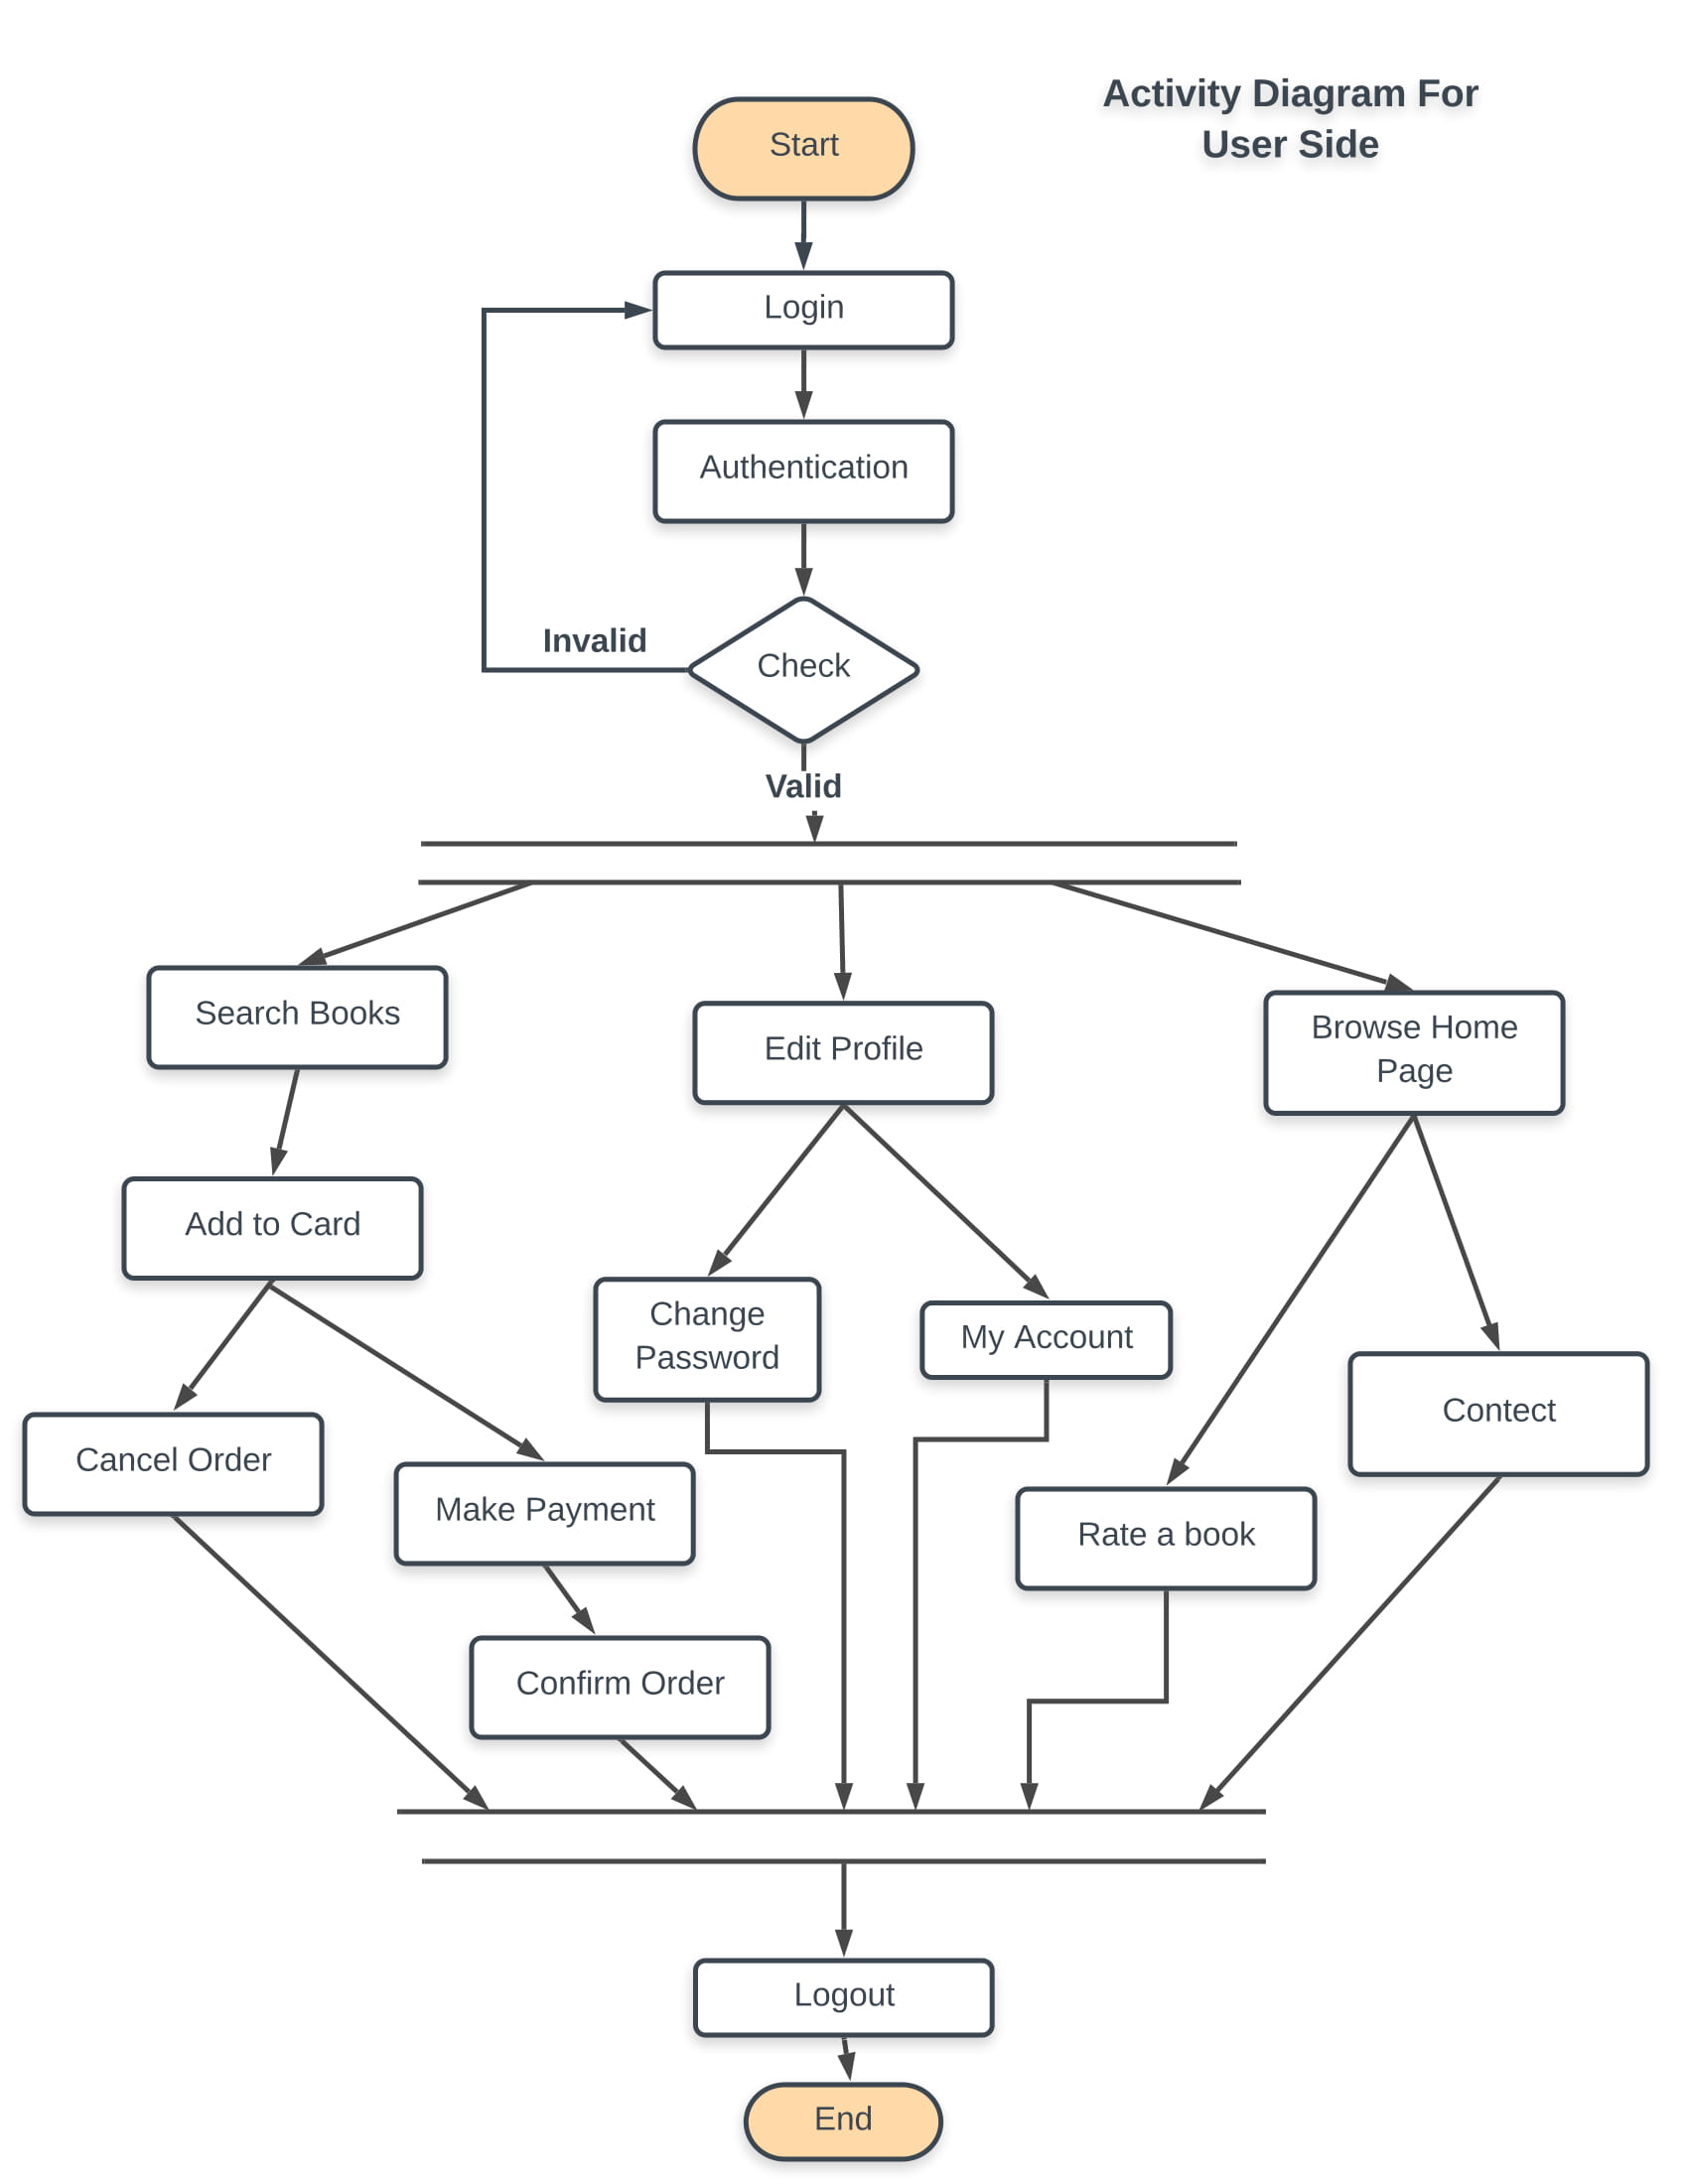 Activity Diagram For
User Side
Start
Login
Authentication
Invalid
Check
Valid
Search Books
Edit Profile
Browse Home
Page
Add to Card
Change
Password
My Account
Contect
Cancel Order
Make Payment
Rate a book
Confirm Order
Logout
End